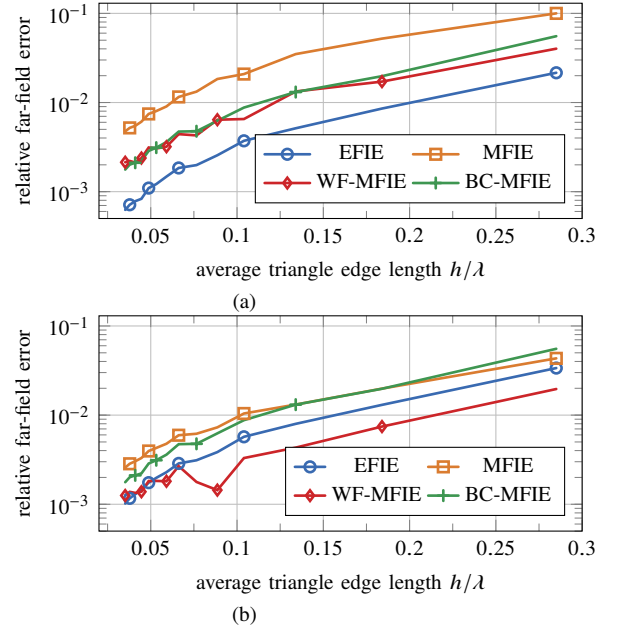 10⁻¹
10⁻²
10⁻³
relative far-field error
EFIE MFIE
WF-MFIE BC-MFIE
0.05 0.1 0.15 0.2 0.25 0.3
average triangle edge length h/λ
(a)
10⁻¹
10⁻²
10⁻³
relative far-field error
EFIE MFIE
WF-MFIE BC-MFIE
0.05 0.1 0.15 0.2 0.25 0.3
average triangle edge length h/λ
(b)